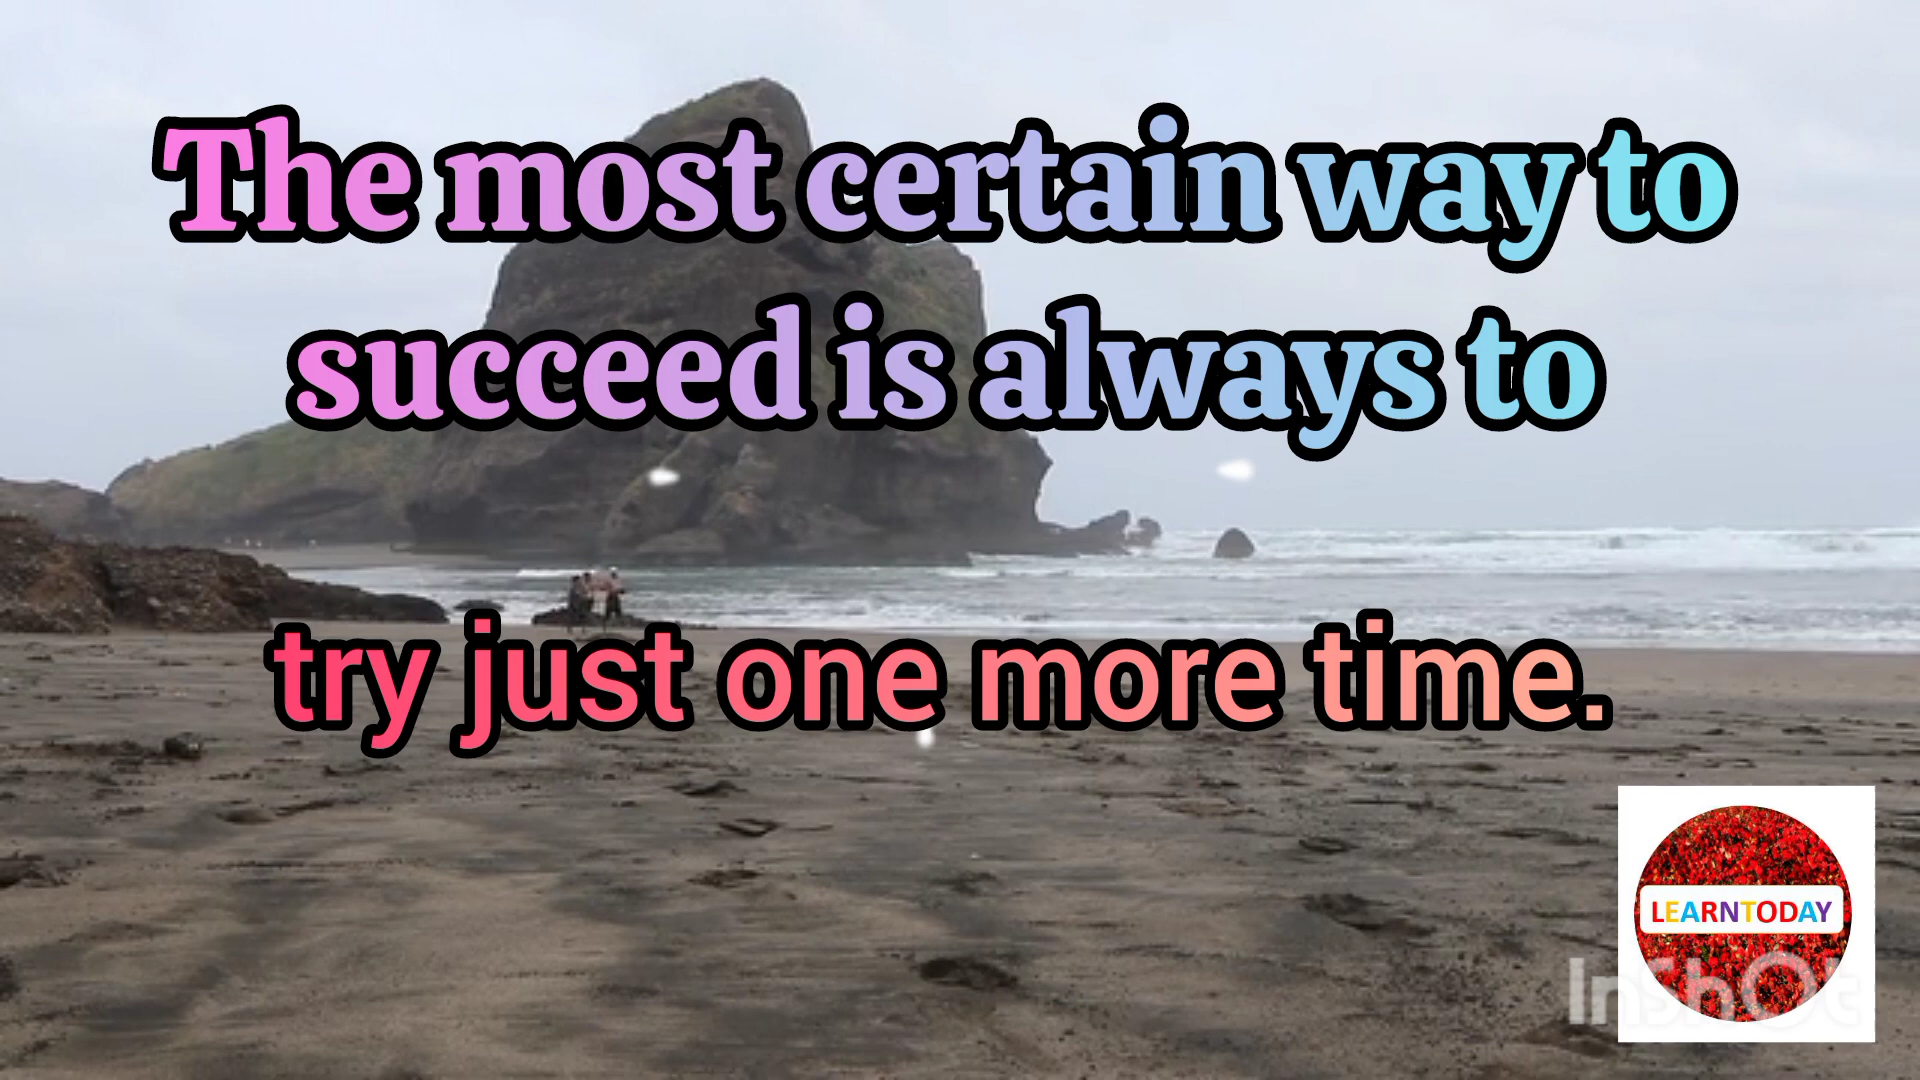 The most certain way to
succeed is always to
try just one more time.
LEARNTODAY
InShOt